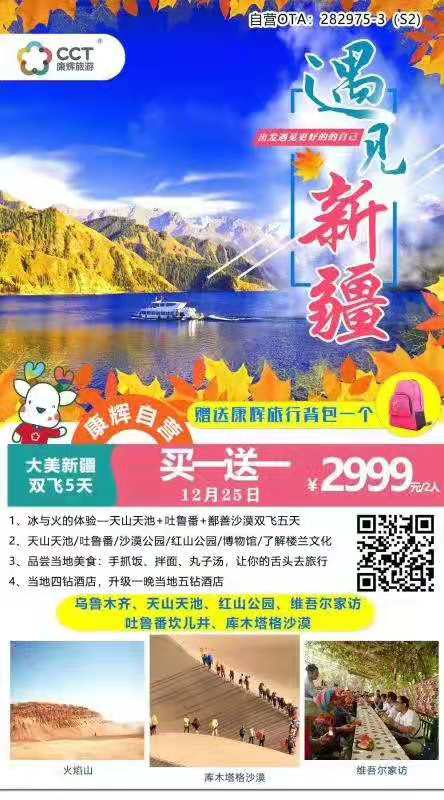 自营OTA：282975-3（S2）
CCT®
康辉旅游
遇见
出发遇见更好的的自己
新疆
康辉自营
赠送康辉旅行背包一个
大美新疆
双飞5天
买一送一
12月25日
￥2999元/2人
1、冰与火的体验—天山天池+吐鲁番+鄯善沙漠双飞五天
2、天山天池/吐鲁番/沙漠公园/红山公园/博物馆/了解楼兰文化
3、品尝当地美食：手抓饭、拌面、丸子汤，让你的舌头去旅行
4、当地四钻酒店，升级一晚当地五钻酒店
乌鲁木齐、天山天池、红山公园、维吾尔家访
吐鲁番坎儿井、库木塔格沙漠
火焰山
库木塔格沙漠
维吾尔家访